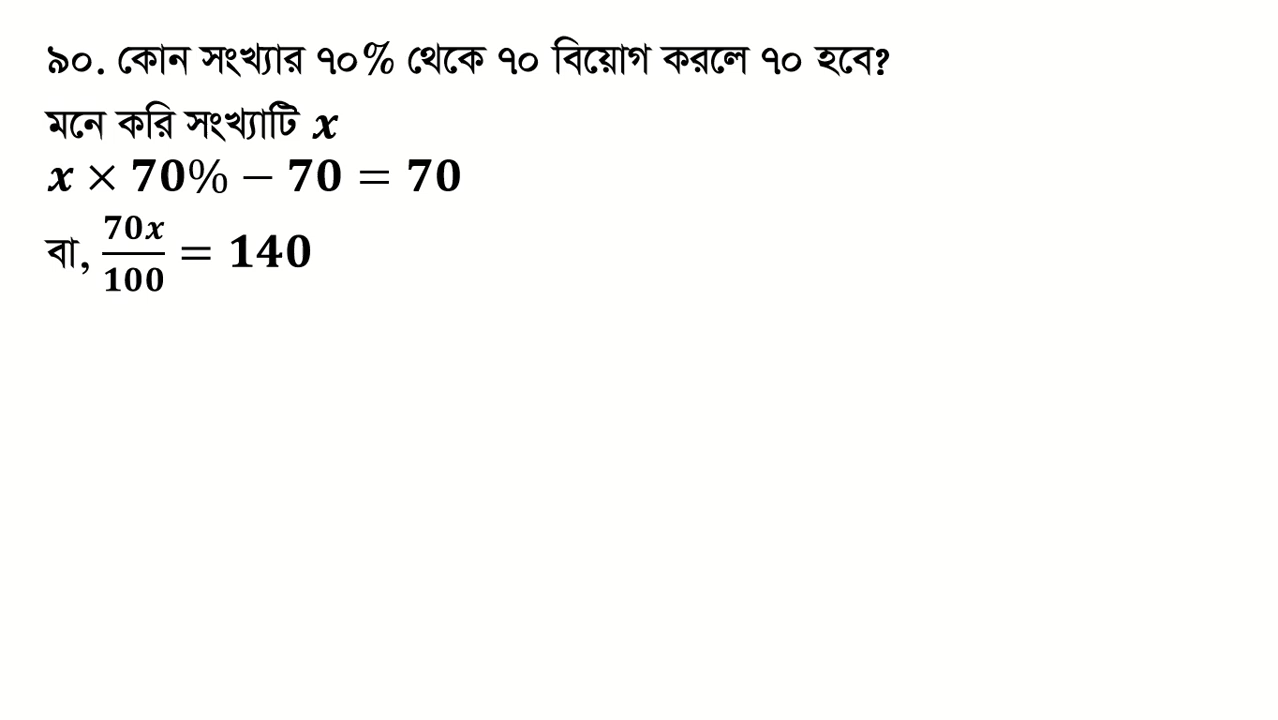 ৯০. কোন সংখ্যার ৭০% থেকে ৭০ বিয়োগ করলে ৭০ হবে?
মনে করি সংখ্যাটি x
x × 70% − 70 = 70
বা, 70x/100 = 140